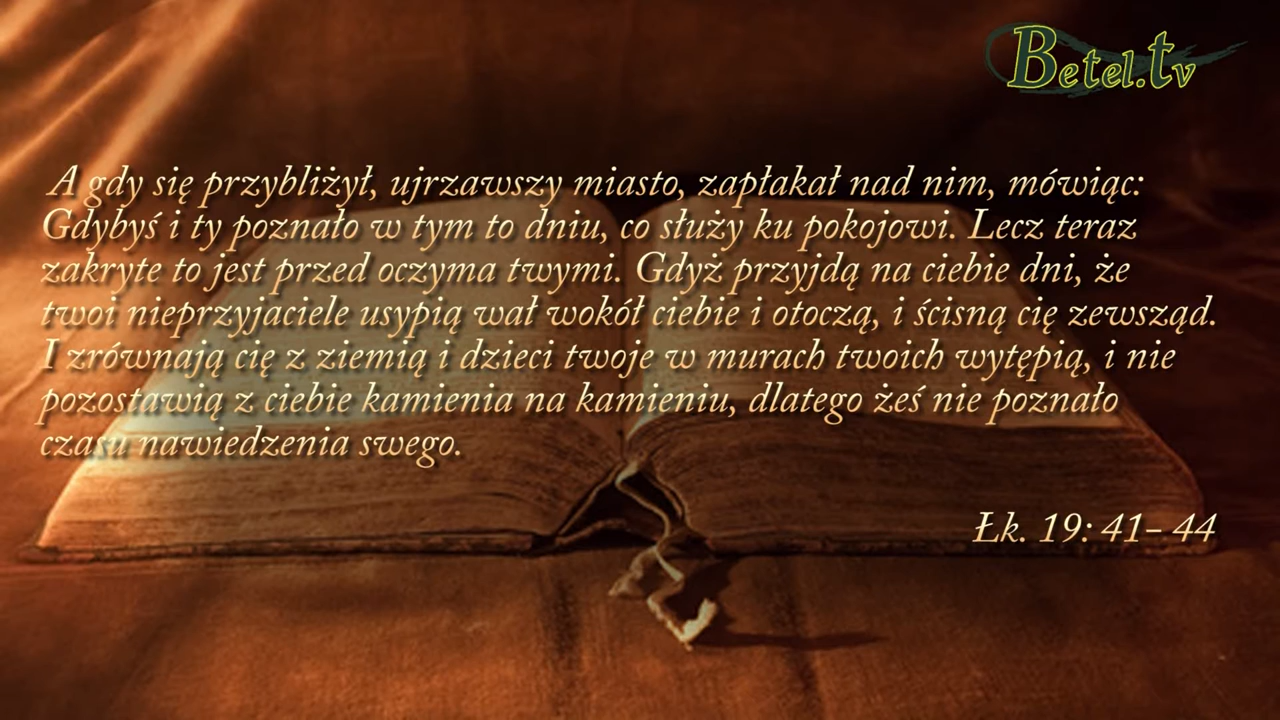 Betel.tv
A gdy się przybliżył, ujrzawszy miasto, zapłakał nad nim, mówiąc:
Gdybyś i ty poznało w tym to dniu, co służy ku pokojowi. Lecz teraz
zakryte to jest przed oczyma twymi. Gdyż przyjdą na ciebie dni, że
twoi nieprzyjaciele usypią wał wokół ciebie i otoczą, i ścisną cię zewsząd.
I zrównają cię z ziemią i dzieci twoje w murach twoich wytępią, i nie
pozostawią z ciebie kamienia na kamieniu, dlatego żeś nie poznało
czasu nawiedzenia swego.
Łk. 19: 41– 44